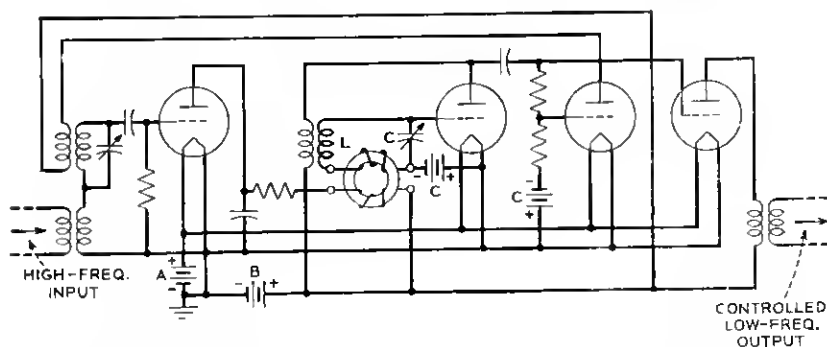 L
C
- C +
-
C
+
HIGH-FREQ.
INPUT
+
A
-
B
- +
CONTROLLED
LOW-FREQ.
OUTPUT